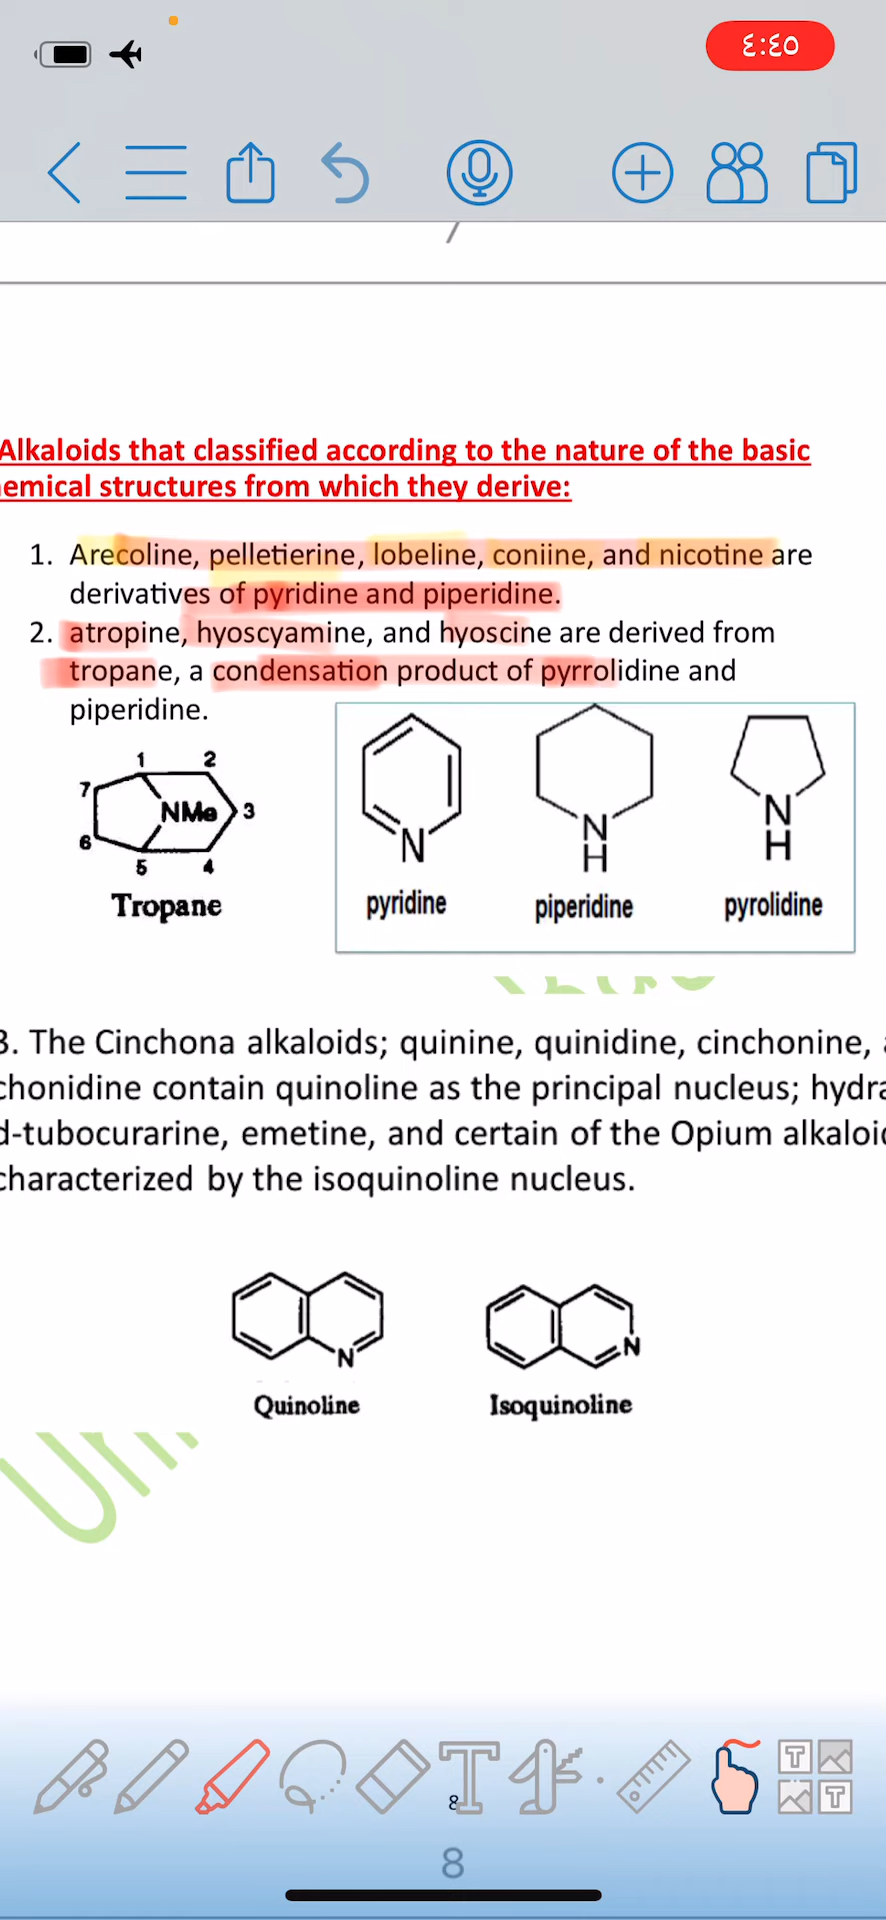 ٤:٤٥
Alkaloids that classified according to the nature of the basic
emical structures from which they derive:
1. Arecoline, pelletierine, lobeline, coniine, and nicotine are
derivatives of pyridine and piperidine.
2. atropine, hyoscyamine, and hyoscine are derived from
tropane, a condensation product of pyrrolidine and
piperidine.
1 2
7 NMe 3
6
5 4
Tropane
N
pyridine
N
H
piperidine
N
H
pyrolidine
3. The Cinchona alkaloids; quinine, quinidine, cinchonine,
chonidine contain quinoline as the principal nucleus; hydra
d-tubocurarine, emetine, and certain of the Opium alkaloi
characterized by the isoquinoline nucleus.
N
Quinoline
N
Isoquinoline
Uni
T
T
T
8
8